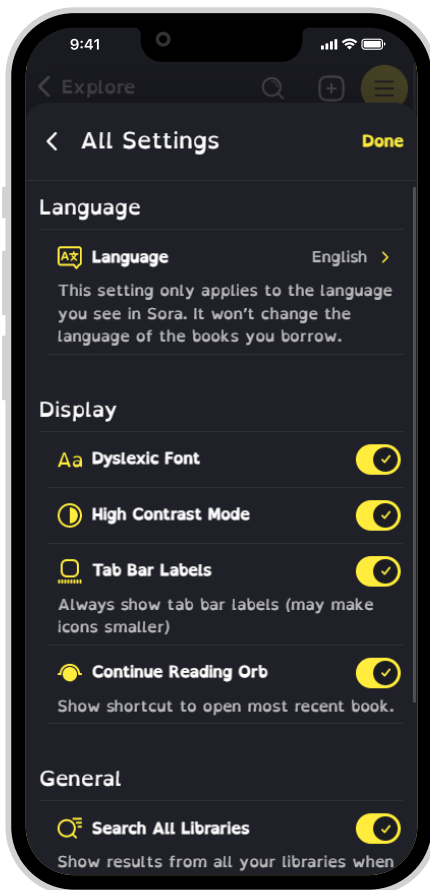 9:41
Explore
All Settings
Done
Language
Language
English
This setting only applies to the language
you see in Sora. It won't change the
language of the books you borrow.
Display
Aa Dyslexic Font
High Contrast Mode
Tab Bar Labels
Always show tab bar labels (may make
icons smaller)
Continue Reading Orb
Show shortcut to open most recent book.
General
Search All Libraries
Show results from all your libraries when